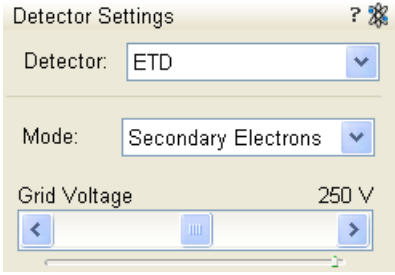 Detector Settings ?
Detector: ETD
Mode: Secondary Electrons
Grid Voltage 250 V